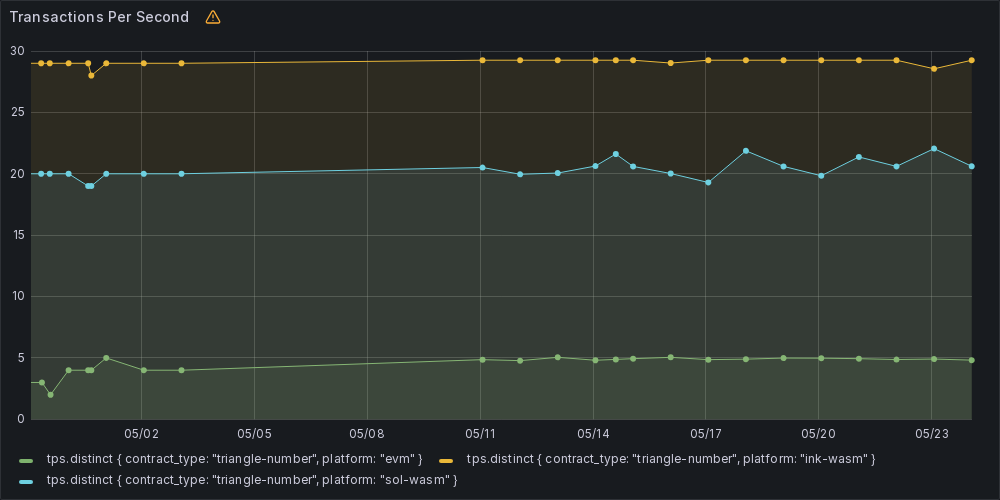 Transactions Per Second
30
25
20
15
10
5
0
05/02 05/05 05/08 05/11 05/14 05/17 05/20 05/23
tps.distinct { contract_type: "triangle-number", platform: "evm" } tps.distinct { contract_type: "triangle-number", platform: "ink-wasm" }
tps.distinct { contract_type: "triangle-number", platform: "sol-wasm" }